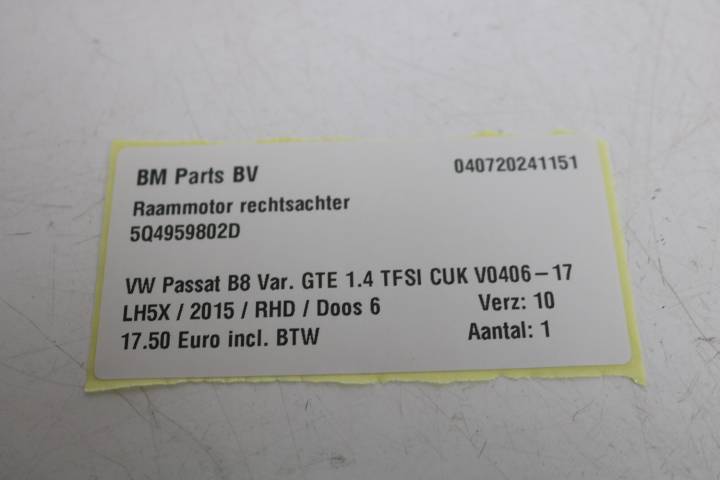 BM Parts BV 040720241151
Raammotor rechtsachter
5Q4959802D
VW Passat B8 Var. GTE 1.4 TFSI CUK V0406-17
LH5X / 2015 / RHD / Doos 6 Verz: 10
17.50 Euro incl. BTW Aantal: 1